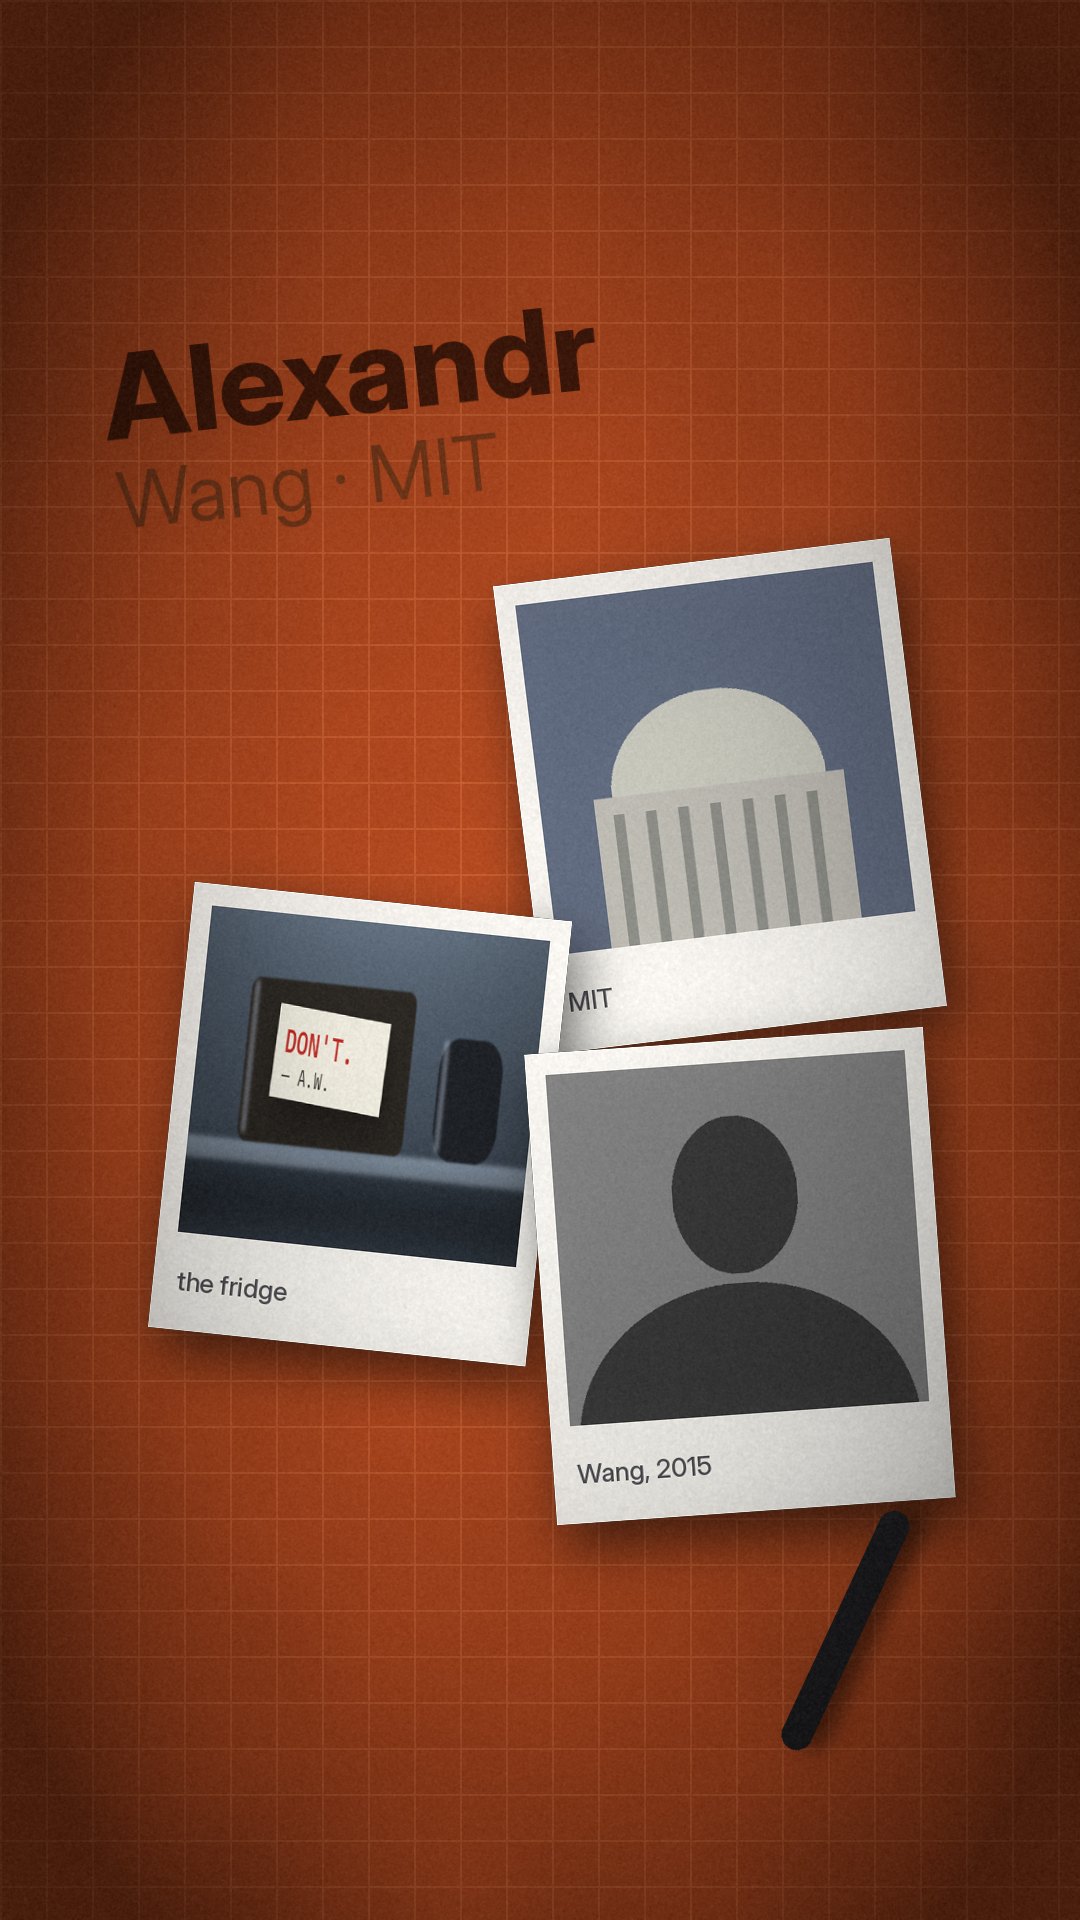 Alexandr
Wang · MIT
MIT
DON'T.
– A.W.
the fridge
Wang, 2015